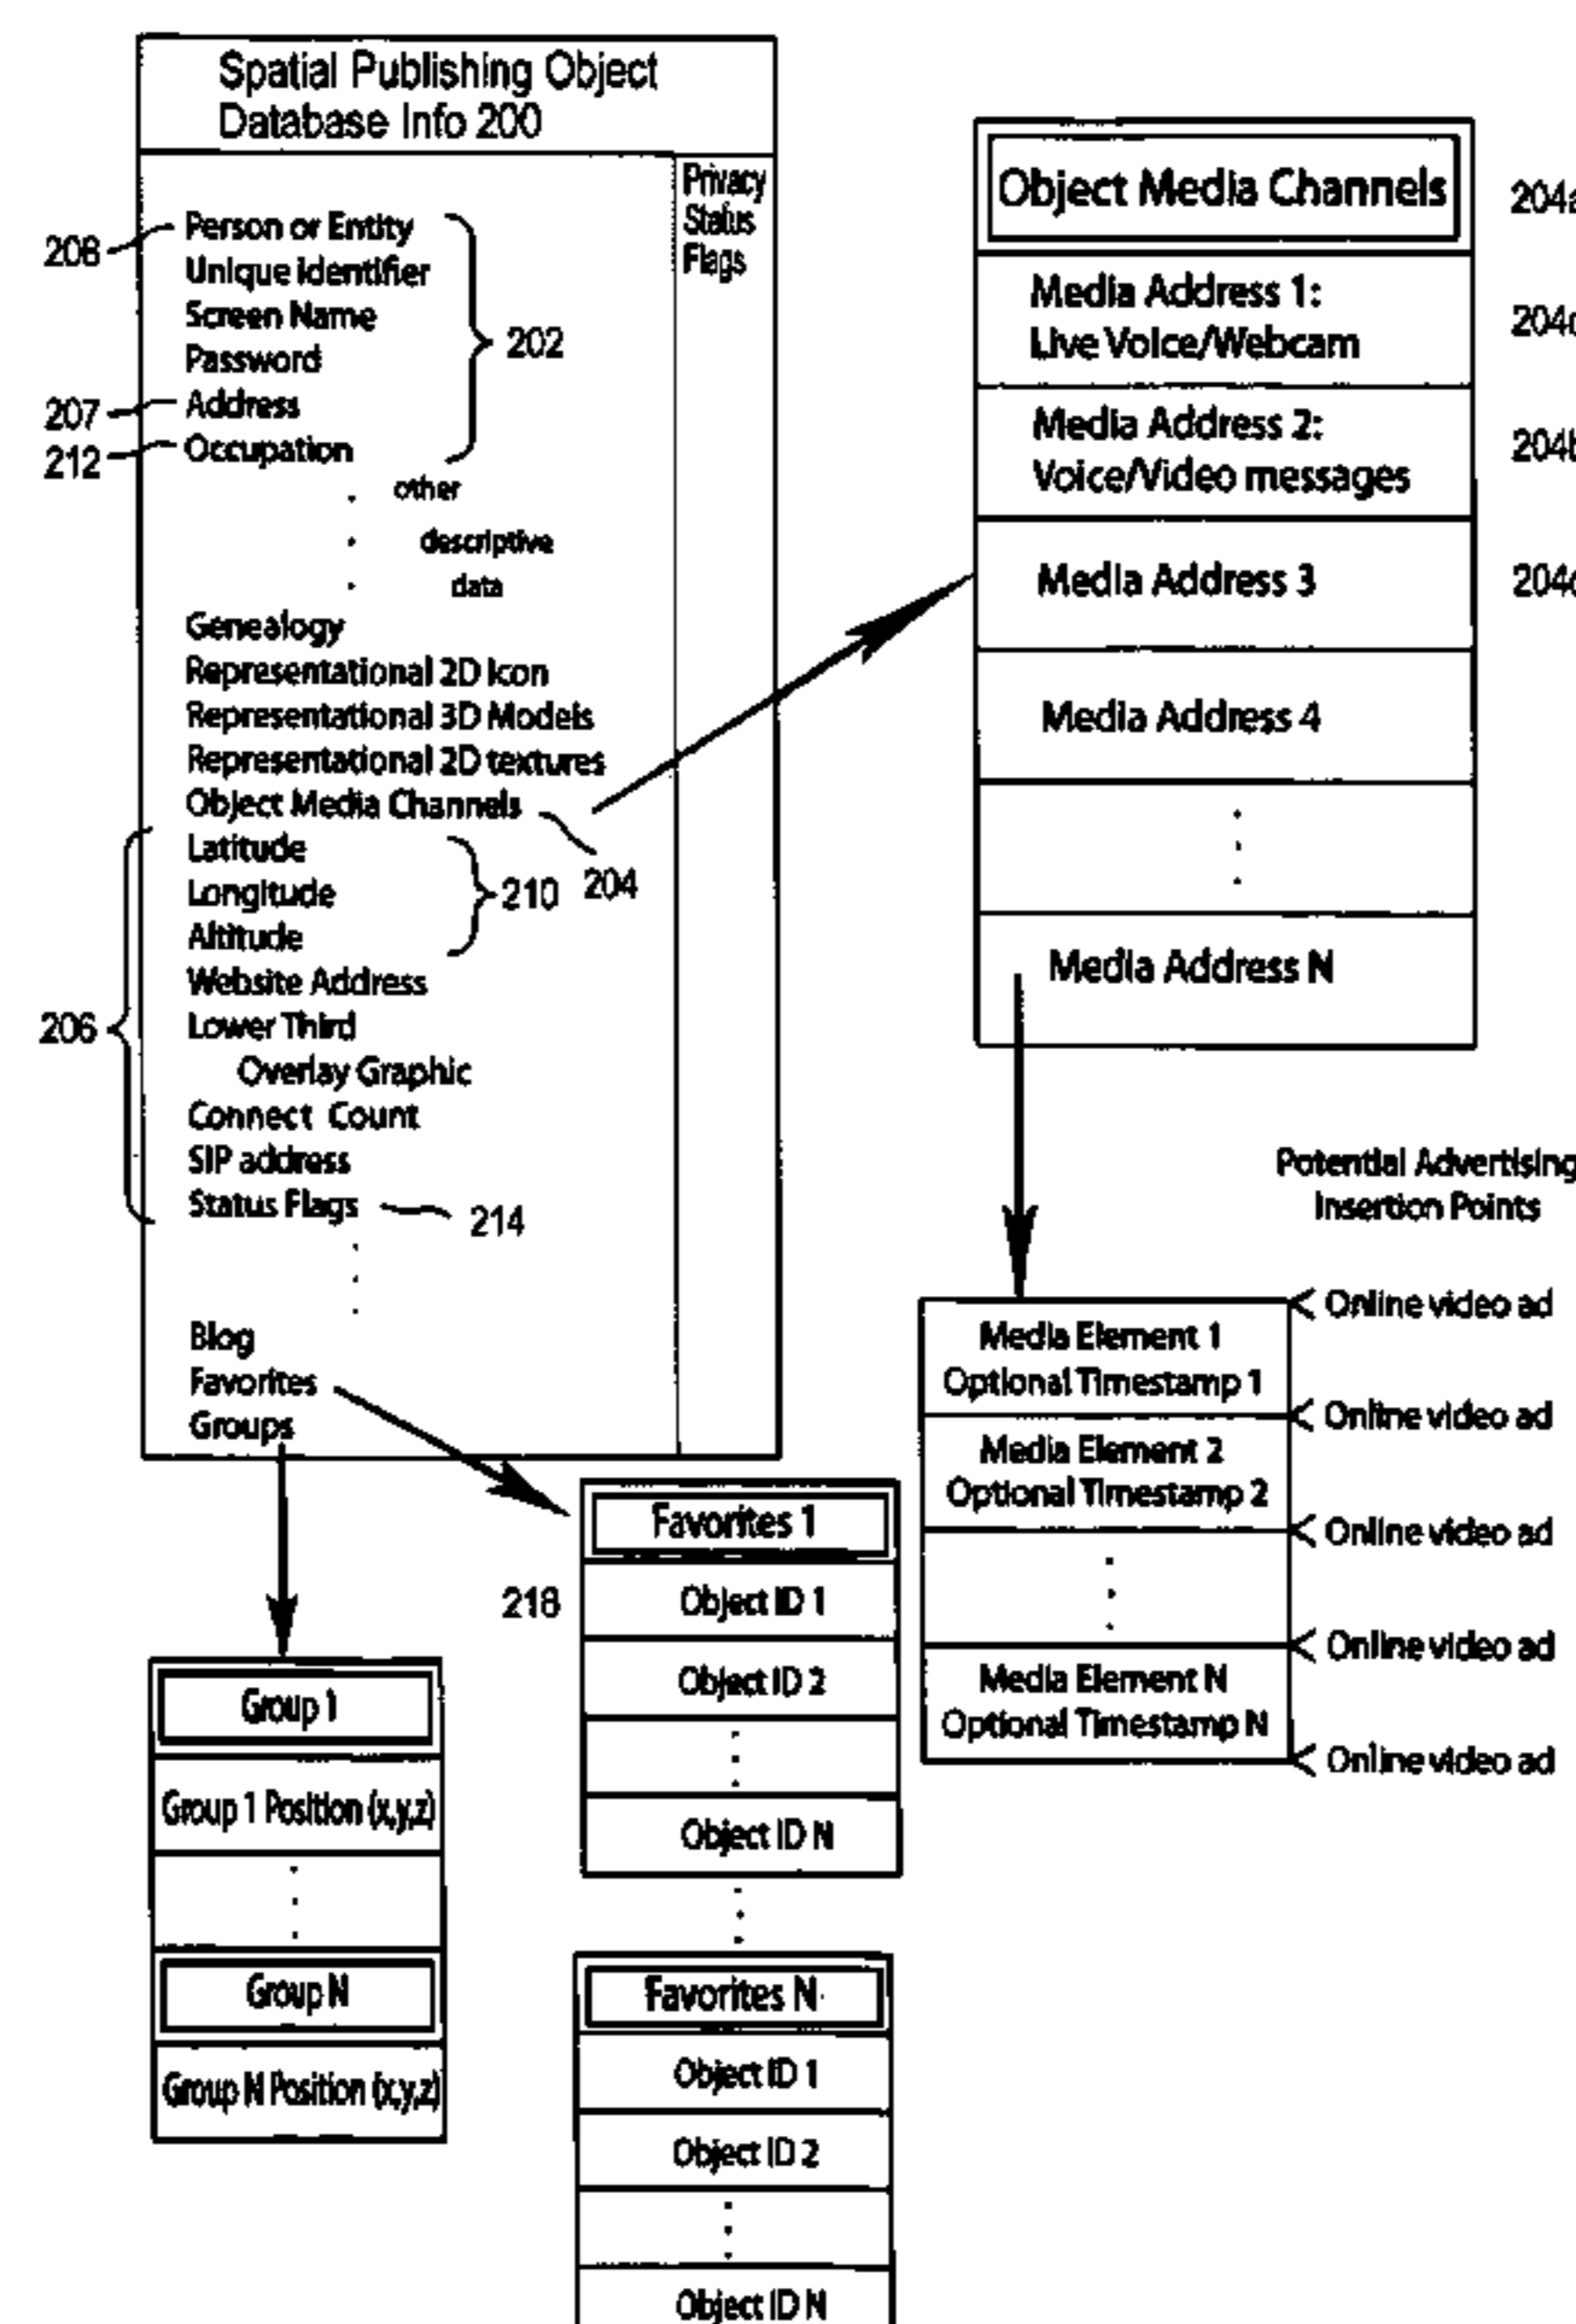 Spatial Publishing Object
Database Info 200
Privacy
Status
Flags
208
Person or Entity
Unique identifier
Screen Name
Password
202
207
Address
212
Occupation
other
descriptive
data
Genealogy
Representational 2D Icon
Representational 3D Models
Representational 2D textures
Object Media Channels
204
Latitude
Longitude
Altitude
210
Website Address
206
Lower Third
Overlay Graphic
Connect Count
SIP address
Status Flags
214
Blog
Favorites
Groups
Object Media Channels
204a
Media Address 1:
Live Voice/Webcam
Media Address 2:
Voice/Video messages
204b
Media Address 3
Media Address 4
Media Address N
Potential Advertising
Insertion Points
Media Element 1
Optional Timestamp 1
Media Element 2
Optional Timestamp 2
Media Element N
Optional Timestamp N
Online video ad
Online video ad
Online video ad
Online video ad
Online video ad
Favorites 1
218
Object ID 1
Object ID 2
Object ID N
Favorites N
Object ID 1
Object ID 2
Object ID N
Group 1
Group 1 Position (x,y,z)
Group N
Group N Position (x,y,z)